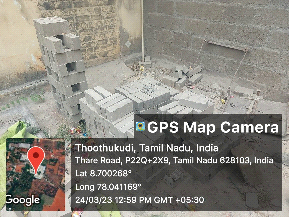 GPS Map Camera
Thoothukudi, Tamil Nadu, India
Thare Road, P22Q+2X9, Tamil Nadu 628103, India
Lat 8.700268°
Long 78.041169°
24/03/23 12:59 PM GMT +05:30
Google